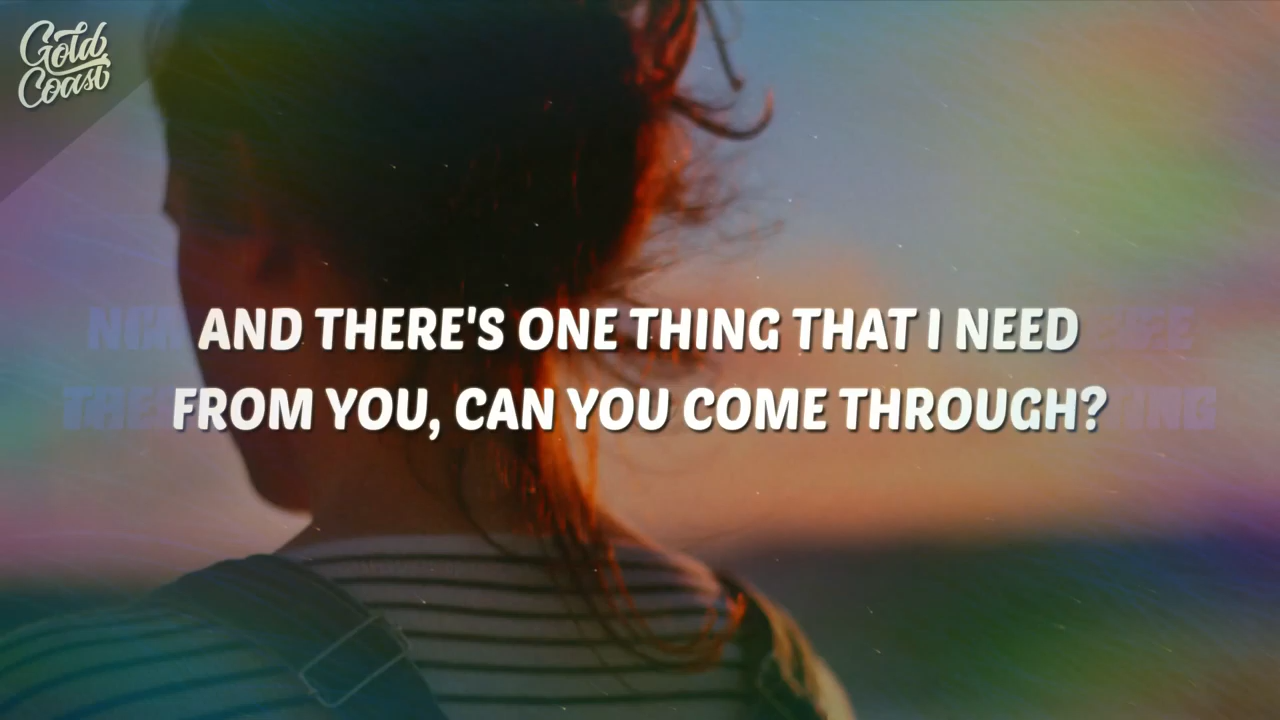 Gold
Coast
AND THERE'S ONE THING THAT I NEED
FROM YOU, CAN YOU COME THROUGH?